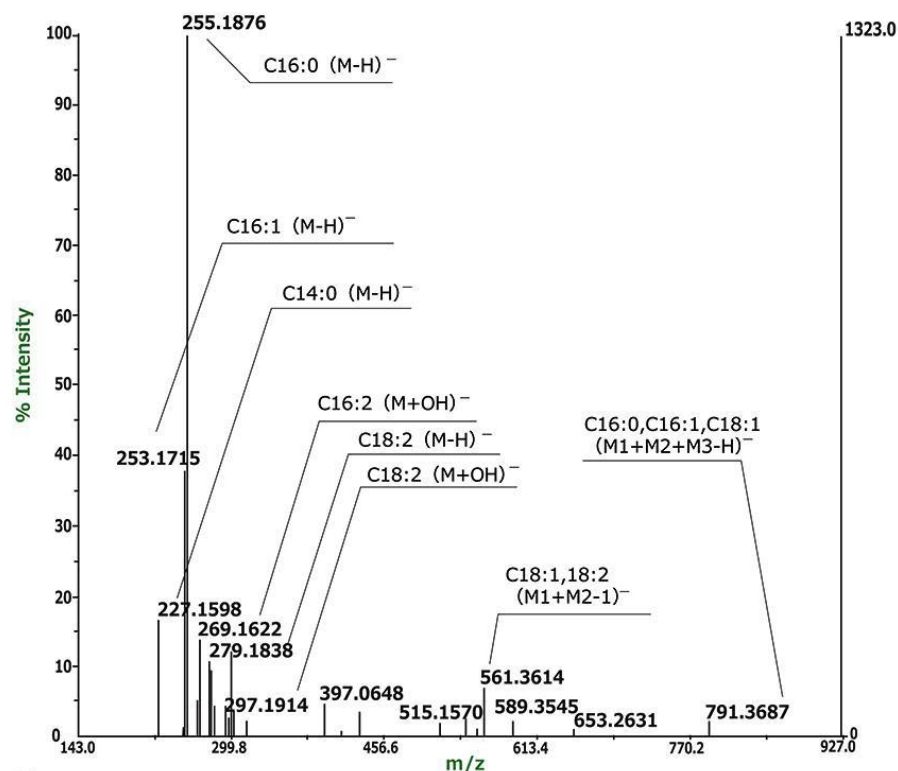 255.1876
100
1323.0
C16:0 (M-H)⁻
90
80
C16:1 (M-H)⁻
70
C14:0 (M-H)⁻
60
% Intensity
50
C16:2 (M+OH)⁻
C16:0,C16:1,C18:1
(M1+M2+M3-H)⁻
C18:2 (M-H)⁻
40
253.1715
C18:2 (M+OH)⁻
30
C18:1,18:2
(M1+M2-1)⁻
20
227.1598
269.1622
10
279.1838
561.3614
297.1914
397.0648
515.1570
589.3545
653.2631
791.3687
0
0
143.0
299.8
456.6
613.4
770.2
927.0
m/z